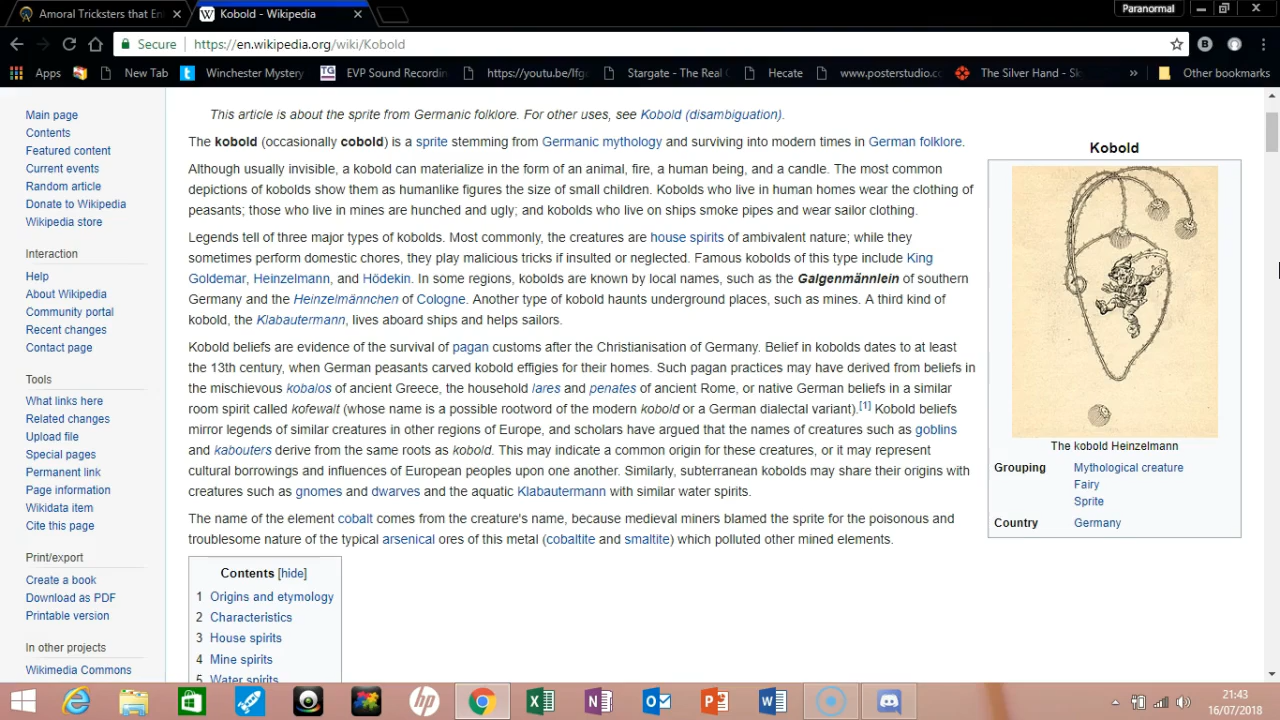 Amoral Tricksters that En
Kobold - Wikipedia
Paranormal
Secure
https://en.wikipedia.org/wiki/Kobold
Apps
New Tab
Winchester Mystery
EVP Sound Recordin
https://youtu.be/lfg
Stargate - The Real
Hecate
www.posterstudio.co
The Silver Hand - Sk
»
Other bookmarks
Main page
Contents
Featured content
Current events
Random article
Donate to Wikipedia
Wikipedia store
Interaction
Help
About Wikipedia
Community portal
Recent changes
Contact page
Tools
What links here
Related changes
Upload file
Special pages
Permanent link
Page information
Wikidata item
Cite this page
Print/export
Create a book
Download as PDF
Printable version
In other projects
Wikimedia Commons
This article is about the sprite from Germanic folklore. For other uses, see Kobold (disambiguation).
The kobold (occasionally cobold) is a sprite stemming from Germanic mythology and surviving into modern times in German folklore.
Although usually invisible, a kobold can materialize in the form of an animal, fire, a human being, and a candle. The most common
depictions of kobolds show them as humanlike figures the size of small children. Kobolds who live in human homes wear the clothing of
peasants; those who live in mines are hunched and ugly; and kobolds who live on ships smoke pipes and wear sailor clothing.
Legends tell of three major types of kobolds. Most commonly, the creatures are house spirits of ambivalent nature; while they
sometimes perform domestic chores, they play malicious tricks if insulted or neglected. Famous kobolds of this type include King
Goldemar, Heinzelmann, and Hödekin. In some regions, kobolds are known by local names, such as the Galgenmännlein of southern
Germany and the Heinzelmännchen of Cologne. Another type of kobold haunts underground places, such as mines. A third kind of
kobold, the Klabautermann, lives aboard ships and helps sailors.
Kobold beliefs are evidence of the survival of pagan customs after the Christianisation of Germany. Belief in kobolds dates to at least
the 13th century, when German peasants carved kobold effigies for their homes. Such pagan practices may have derived from beliefs in
the mischievous kobalos of ancient Greece, the household lares and penates of ancient Rome, or native German beliefs in a similar
room spirit called kofewalt (whose name is a possible rootword of the modern kobold or a German dialectal variant).[1] Kobold beliefs
mirror legends of similar creatures in other regions of Europe, and scholars have argued that the names of creatures such as goblins
and kabouters derive from the same roots as kobold. This may indicate a common origin for these creatures, or it may represent
cultural borrowings and influences of European peoples upon one another. Similarly, subterranean kobolds may share their origins with
creatures such as gnomes and dwarves and the aquatic Klabautermann with similar water spirits.
The name of the element cobalt comes from the creature's name, because medieval miners blamed the sprite for the poisonous and
troublesome nature of the typical arsenical ores of this metal (cobaltite and smaltite) which polluted other mined elements.
Contents [hide]
1 Origins and etymology
2 Characteristics
3 House spirits
4 Mine spirits
5 Water spirits
Kobold
The kobold Heinzelmann
Grouping Mythological creature
Fairy
Sprite
Country Germany
21:43
16/07/2018